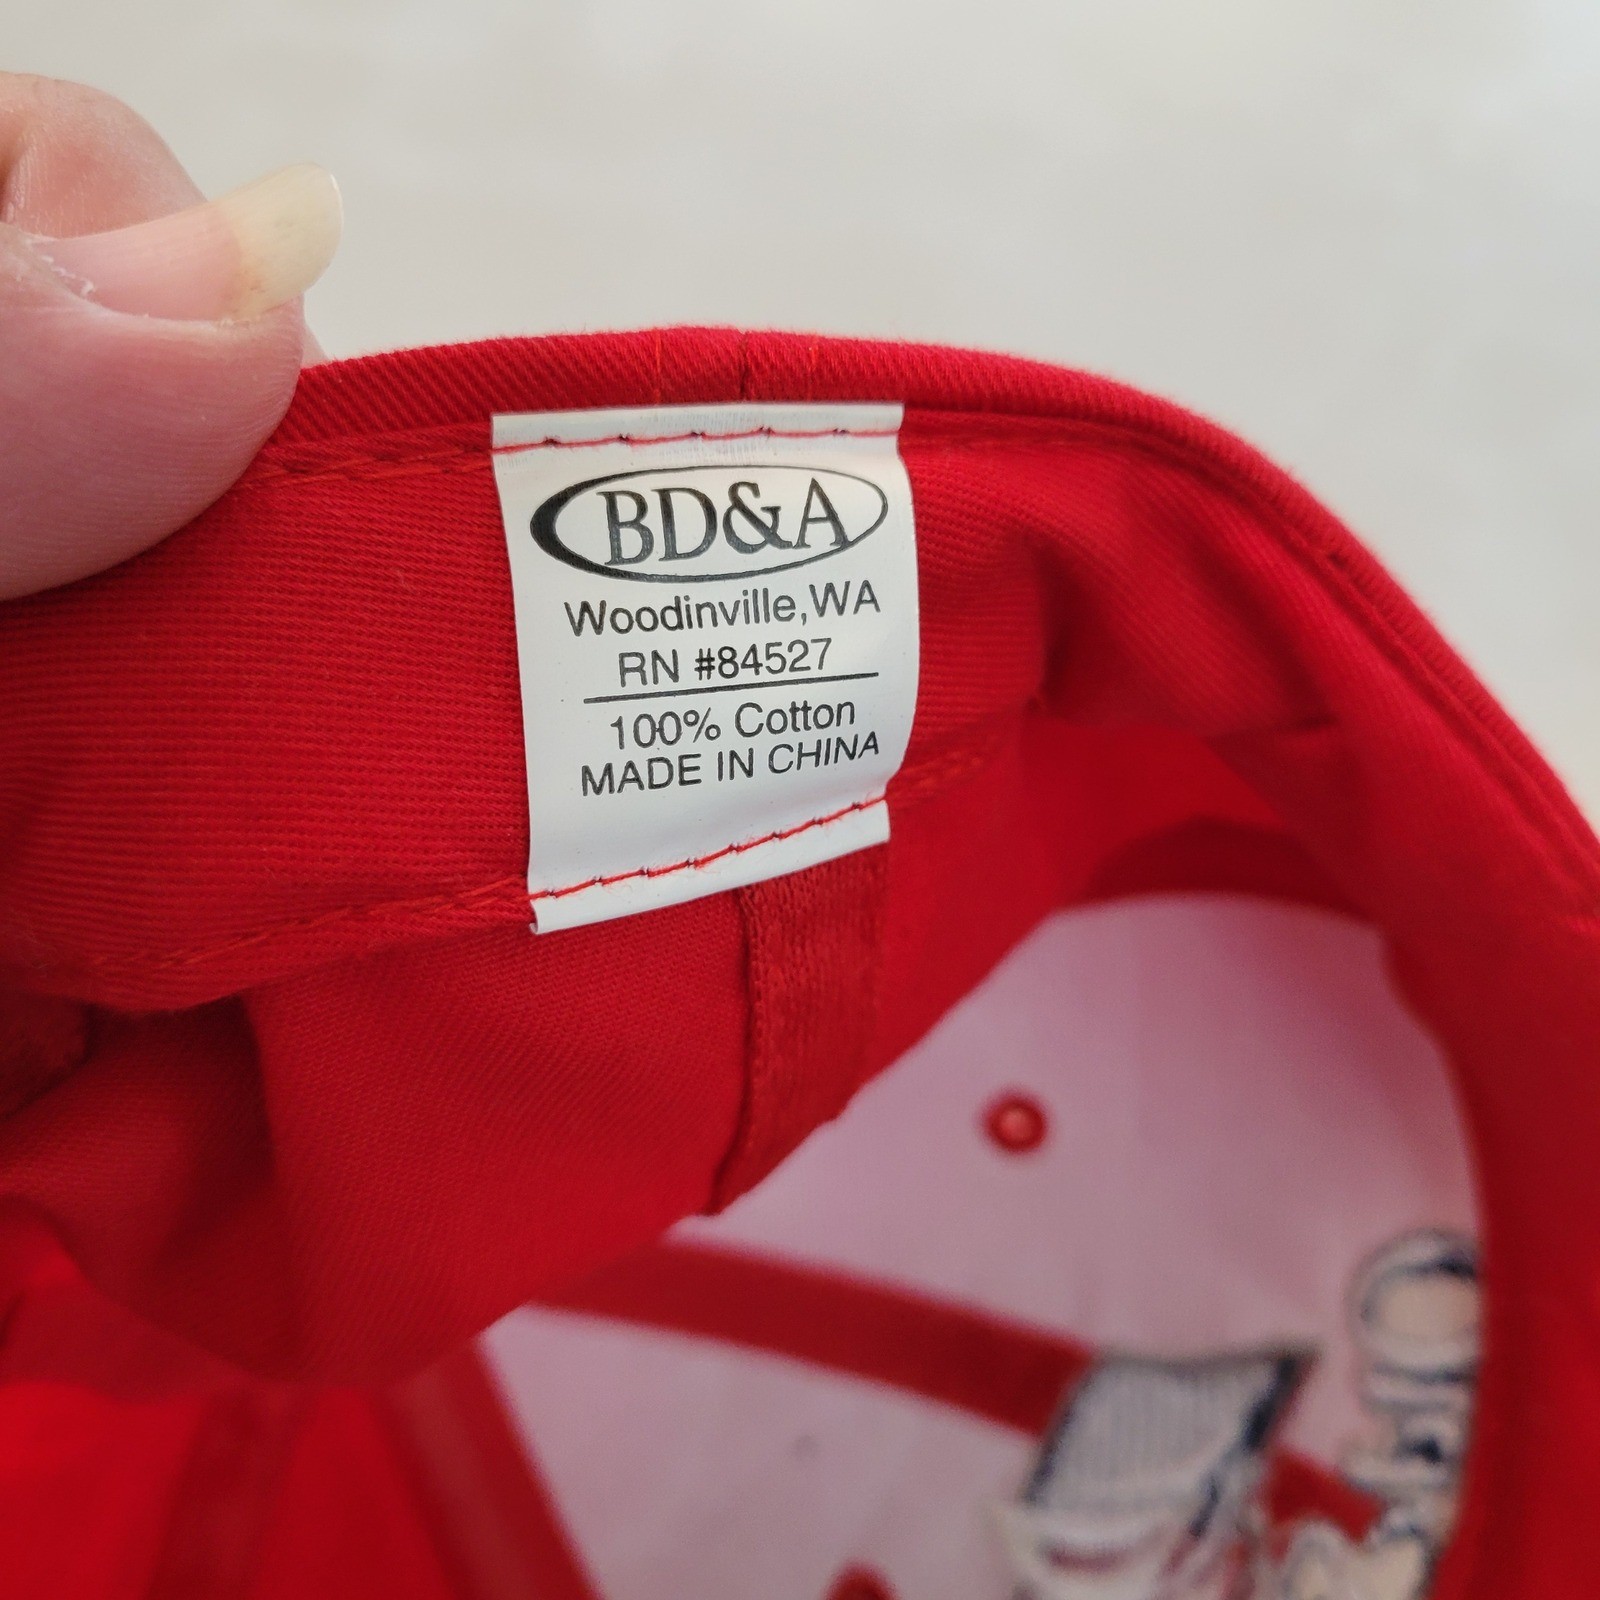 BD&A
Woodinville,WA
RN #84527
100% Cotton
MADE IN CHINA